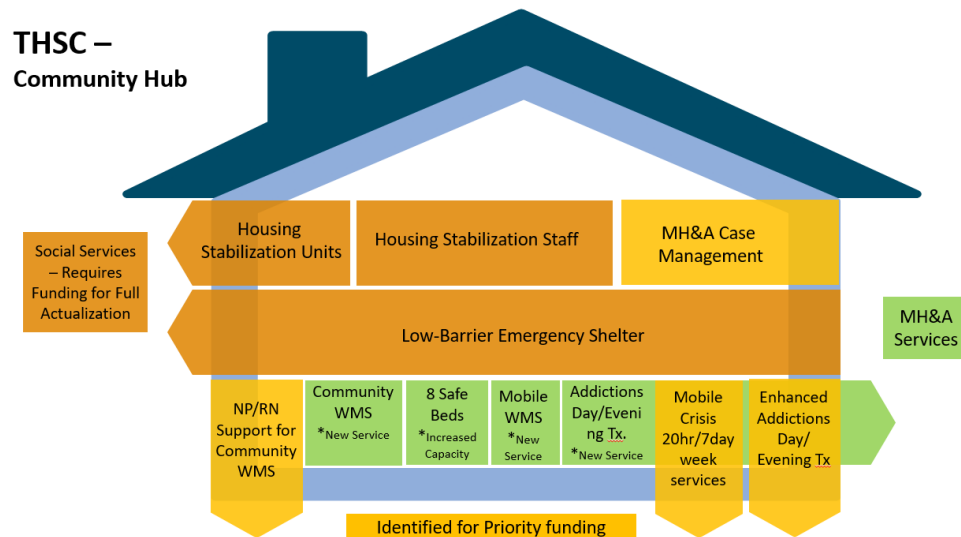 THSC –
Community Hub
Housing
Stabilization Units
Housing Stabilization Staff
MH&A Case
Management
Social Services
– Requires
Funding for Full
Actualization
Low-Barrier Emergency Shelter
MH&A
Services
NP/RN
Support for
Community
WMS
Community
WMS
*New Service
8 Safe
Beds
*Increased
Capacity
Mobile
WMS
*New
Service
Addictions
Day/Eveni
ng Tx.
*New Service
Mobile
Crisis
20hr/7day
week
services
Enhanced
Addictions
Day/
Evening Tx
Identified for Priority funding